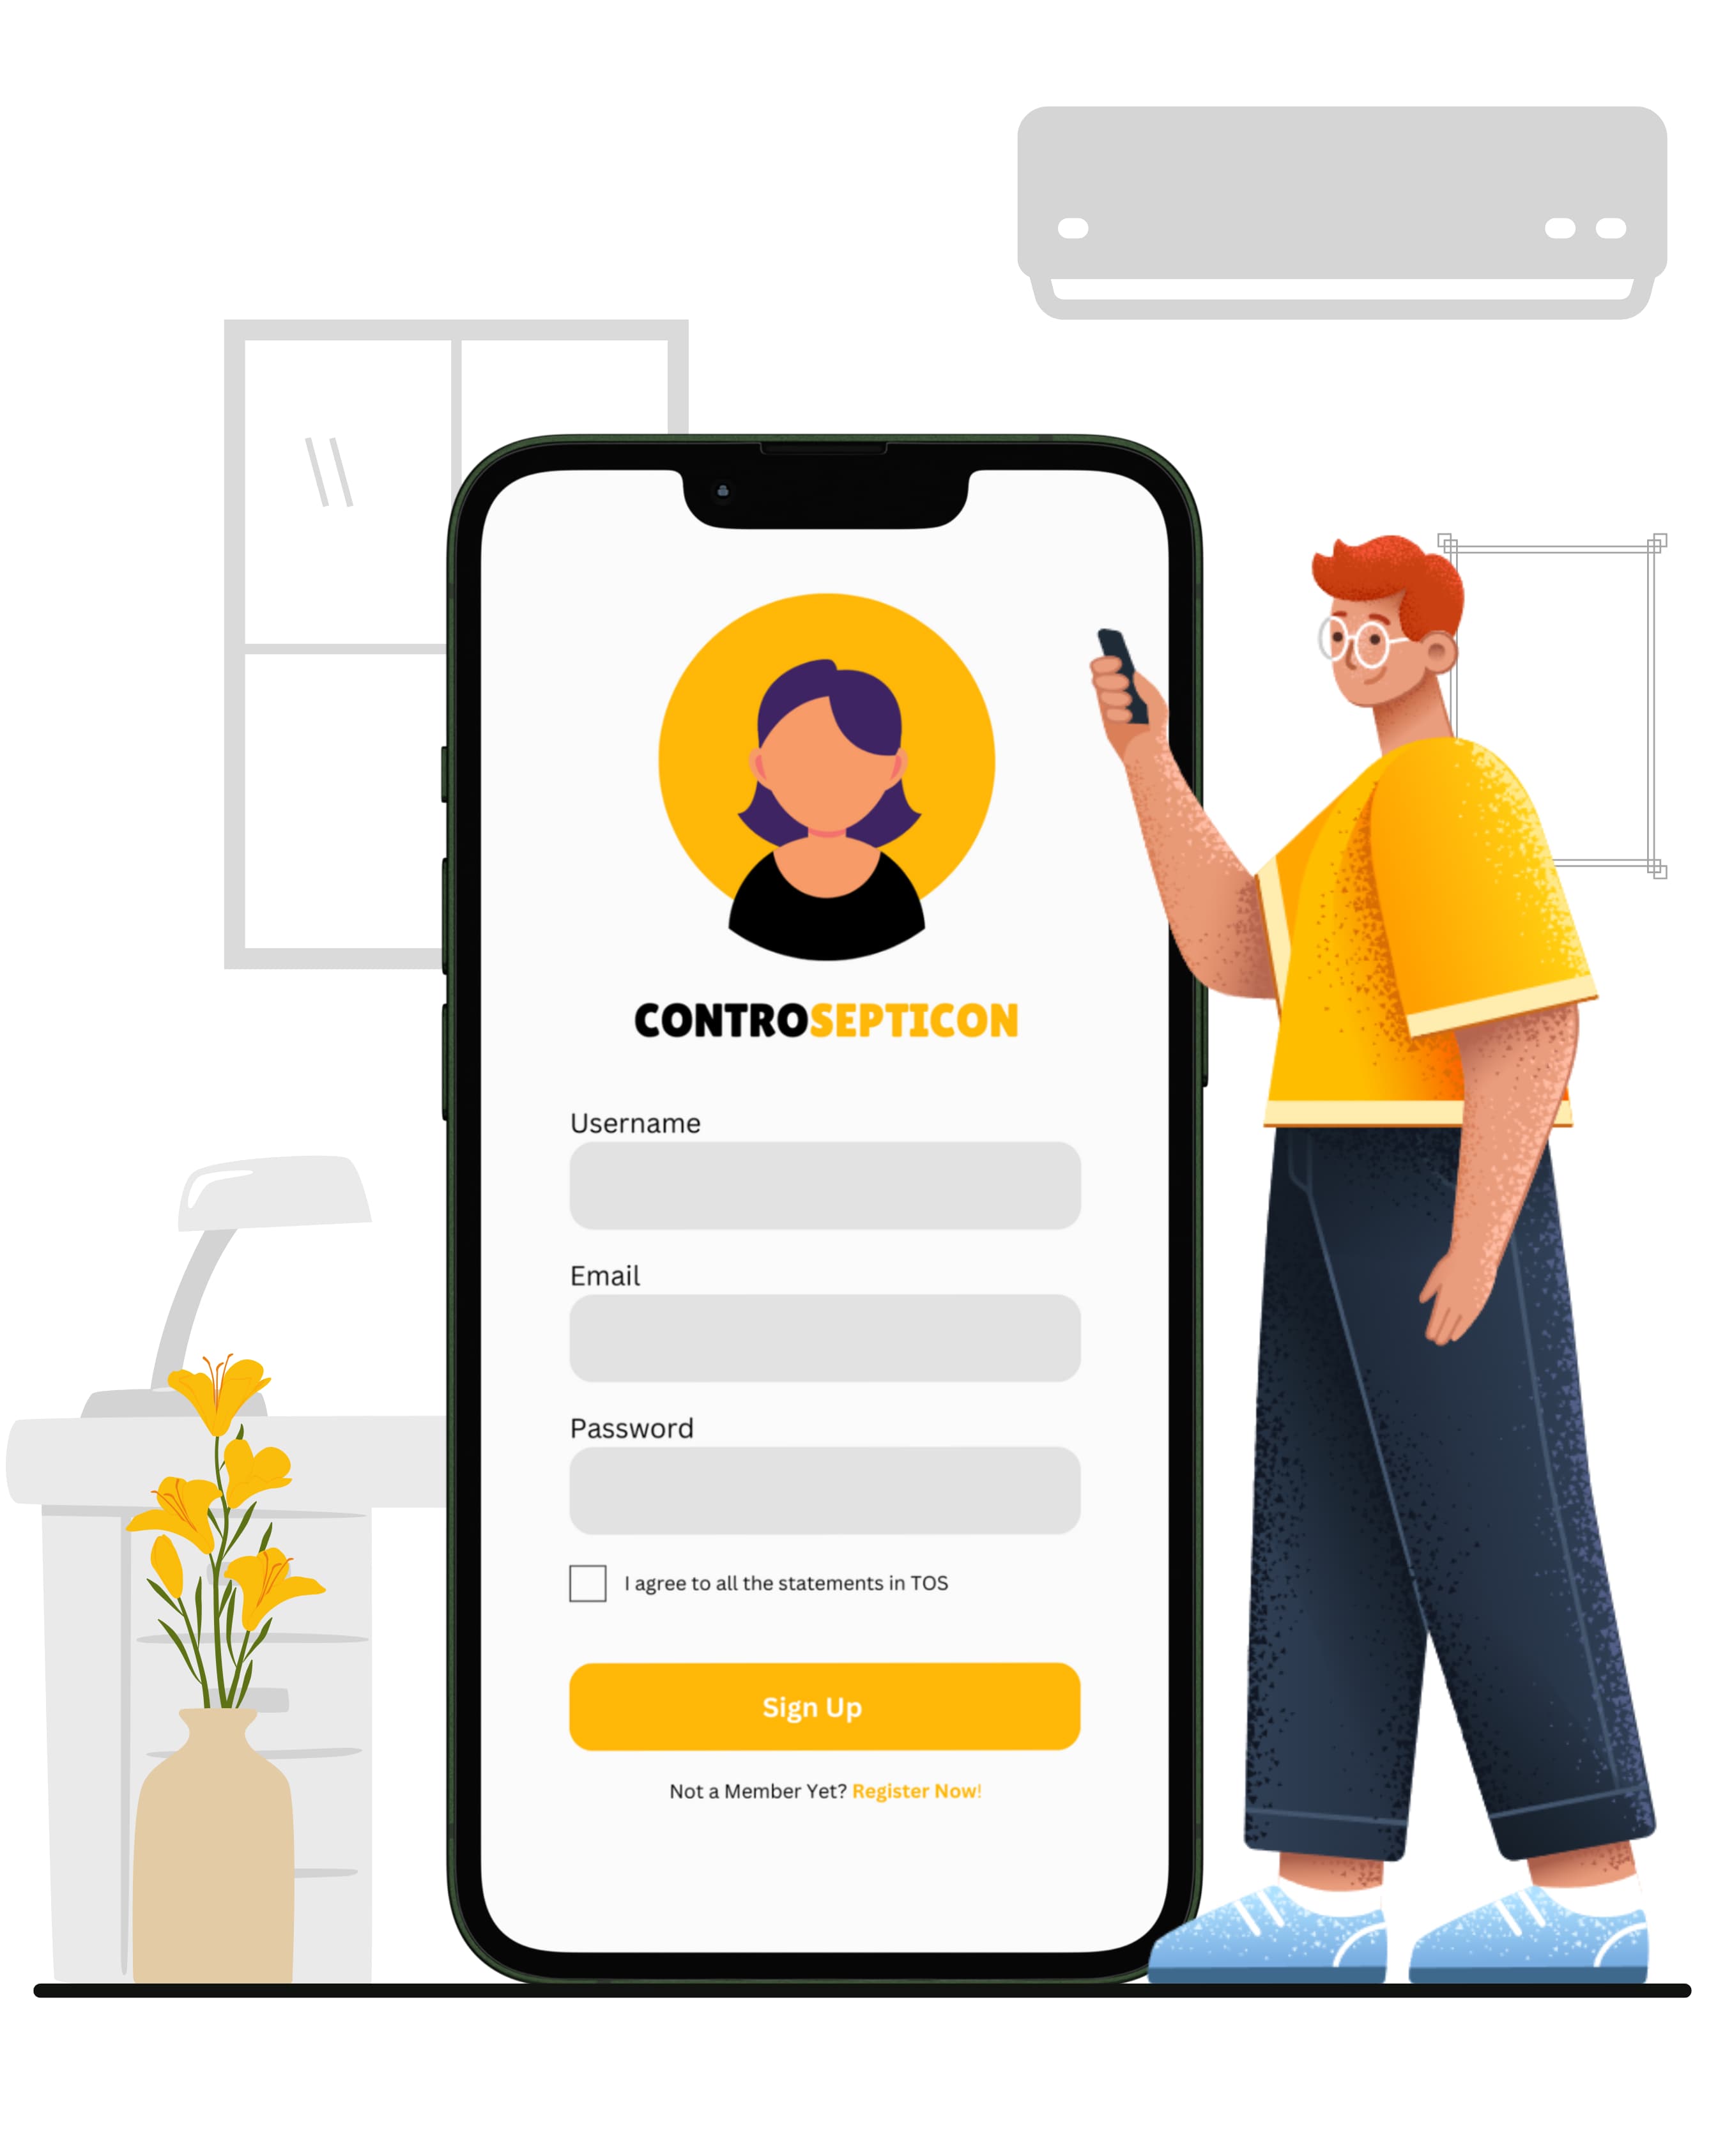 CONTROSEPTICON
Username
Email
Password
I agree to all the statements in TOS
Sign Up
Not a Member Yet? Register Now!